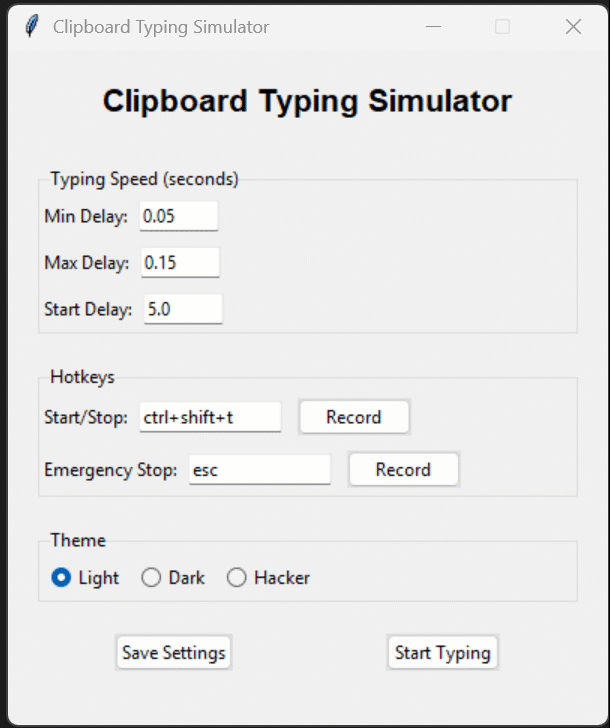 Clipboard Typing Simulator
Clipboard Typing Simulator
Typing Speed (seconds)
Min Delay: 0.05
Max Delay: 0.15
Start Delay: 5.0
Hotkeys
Start/Stop: ctrl+shift+t Record
Emergency Stop: esc Record
Theme
Light Dark Hacker
Save Settings Start Typing